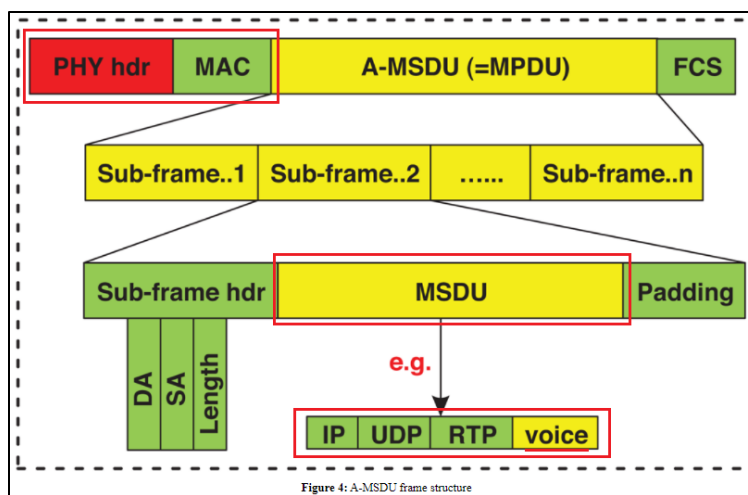 PHY hdr MAC A-MSDU (=MPDU) FCS
Sub-frame..1 Sub-frame..2 ...... Sub-frame..n
Sub-frame hdr MSDU Padding
DA SA Length
e.g.
IP UDP RTP voice
Figure 4: A-MSDU frame structure